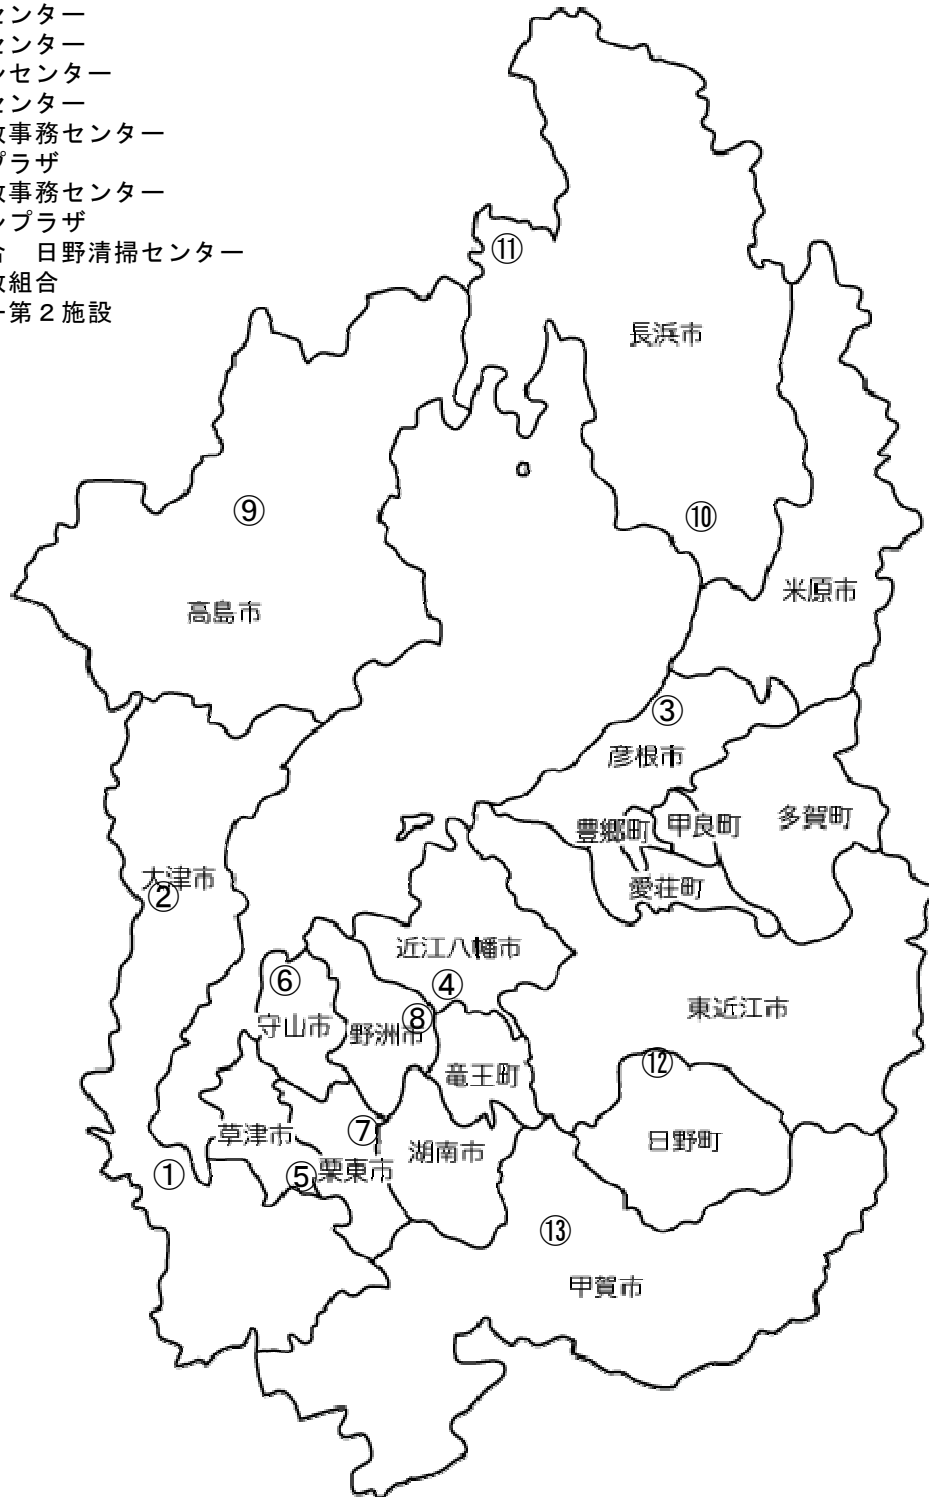 センター
センター
ンセンター
センター
事務センター
プラザ
事務センター
プラザ
日野清掃センター
組合
第２施設
⑪
長浜市
⑨
⑩
米原市
高島市
③
彦根市
豊郷町
甲良町
多賀町
大津市
②
愛荘町
近江八幡市
⑥
④
東近江市
守山市
野洲市
⑧
竜王町
⑫
草津市
⑦
湖南市
日野町
①
⑤
栗東市
⑬
甲賀市